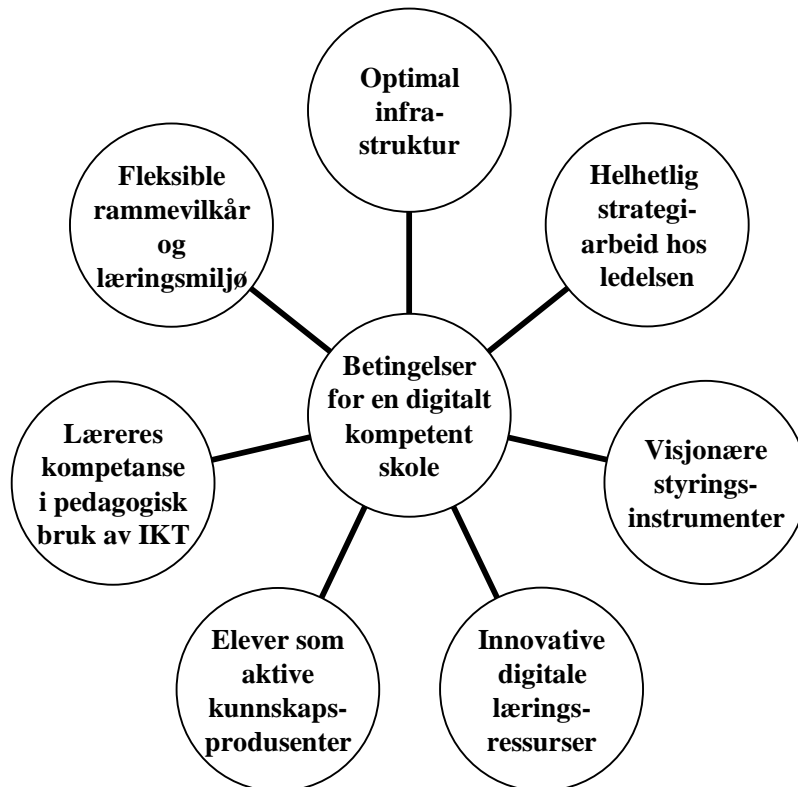 Optimal
infra-
struktur
Helhetlig
strategi-
arbeid hos
ledelsen
Visjonære
styrings-
instrumenter
Innovative
digitale
lærings-
ressurser
Elever som
aktive
kunnskaps-
produsenter
Læreres
kompetanse
i pedagogisk
bruk av IKT
Fleksible
rammevilkår
og
læringsmiljø
Betingelser
for en digitalt
kompetent
skole